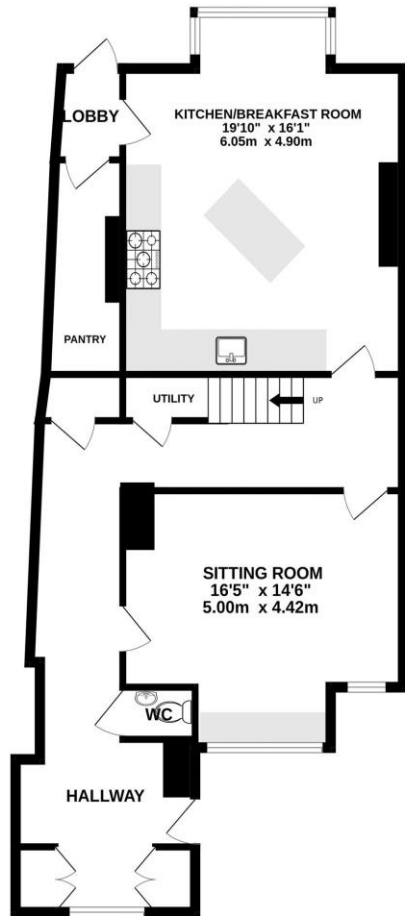 LOBBY
KITCHEN/BREAKFAST ROOM
19'10" x 16'1"
6.05m x 4.90m
PANTRY
UTILITY
UP
SITTING ROOM
16'5" x 14'6"
5.00m x 4.42m
WC
HALLWAY